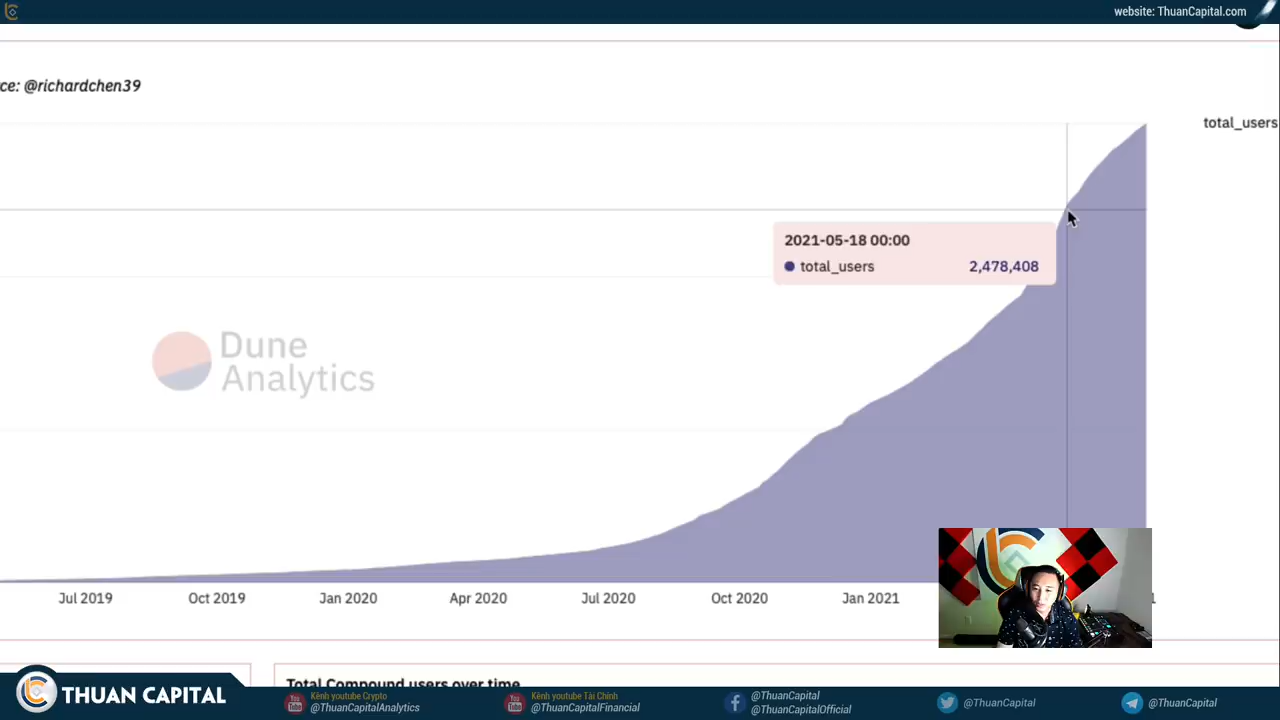 website: ThuanCapital.com
ce: @richardchen39
total_users
2021-05-18 00:00
total_users 2,478,408
Dune
Analytics
Jul 2019 Oct 2019 Jan 2020 Apr 2020 Jul 2020 Oct 2020 Jan 2021 1
Total Compound users over time
THUAN CAPITAL
Kênh youtube Crypto
@ThuanCapitalAnalytics
Kênh youtube Tài Chính
@ThuanCapitalFinancial
@ThuanCapital
@ThuanCapitalOfficial
@ThuanCapital
@ThuanCapital